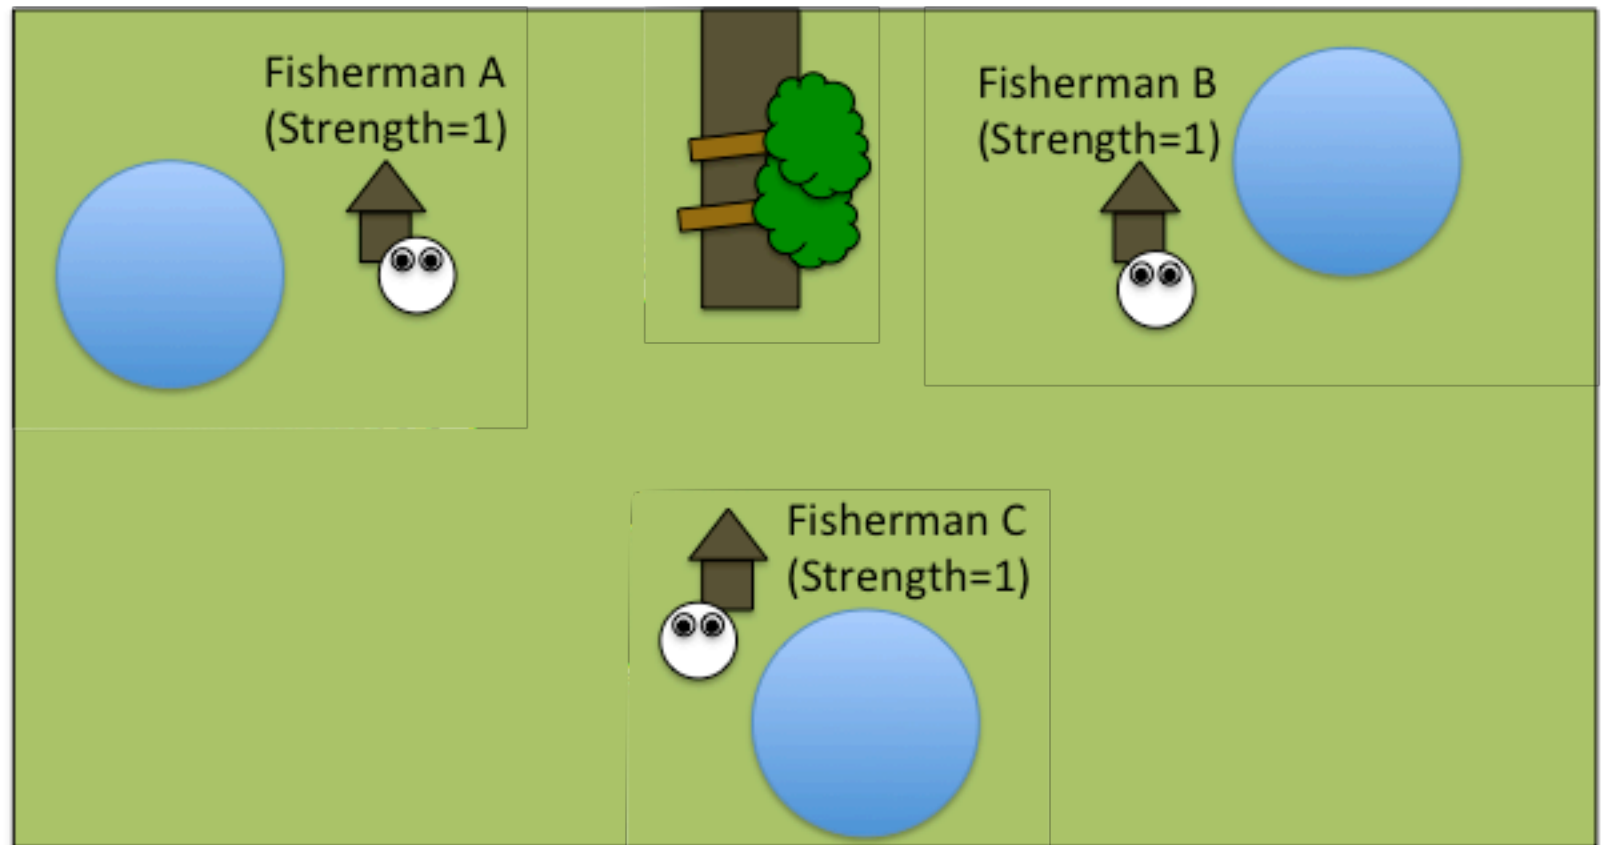 Fisherman A
(Strength=1)
Fisherman B
(Strength=1)
Fisherman C
(Strength=1)